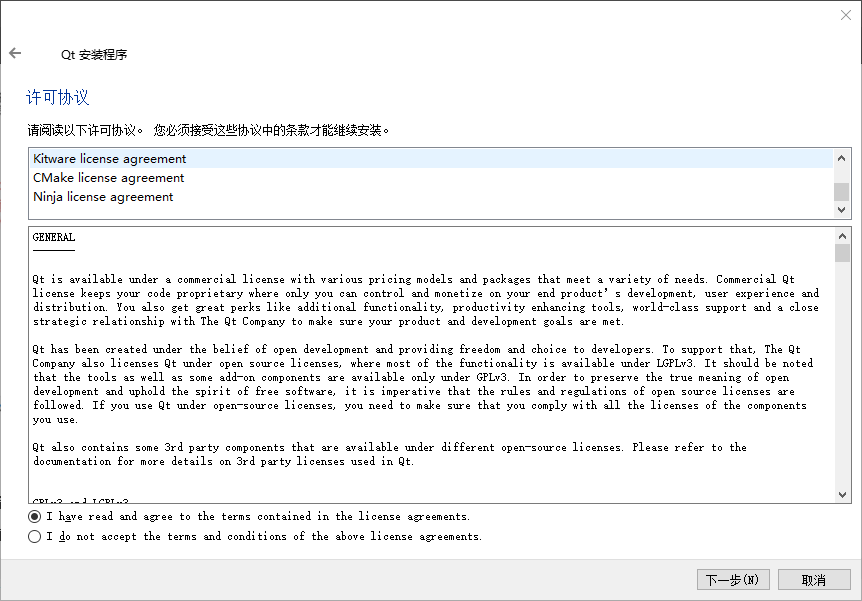 Qt 安装程序
许可协议
请阅读以下许可协议。 您必须接受这些协议中的条款才能继续安装。
Kitware license agreement
CMake license agreement
Ninja license agreement
GENERAL
Qt is available under a commercial license with various pricing models and packages that meet a variety of needs. Commercial Qt
license keeps your code proprietary where only you can control and monetize on your end product’s development, user experience and
distribution. You also get great perks like additional functionality, productivity enhancing tools, world-class support and a close
strategic relationship with The Qt Company to make sure your product and development goals are met.
Qt has been created under the belief of open development and providing freedom and choice to developers. To support that, The Qt
Company also licenses Qt under open source licenses, where most of the functionality is available under LGPLv3. It should be noted
that the tools as well as some add-on components are available only under GPLv3. In order to preserve the true meaning of open
development and uphold the spirit of free software, it is imperative that the rules and regulations of open source licenses are
followed. If you use Qt under open-source licenses, you need to make sure that you comply with all the licenses of the components
you use.
Qt also contains some 3rd party components that are available under different open-source licenses. Please refer to the
documentation for more details on 3rd party licenses used in Qt.
GPLv3 and LGPLv3
I have read and agree to the terms contained in the license agreements.
I do not accept the terms and conditions of the above license agreements.
下一步(N)
取消